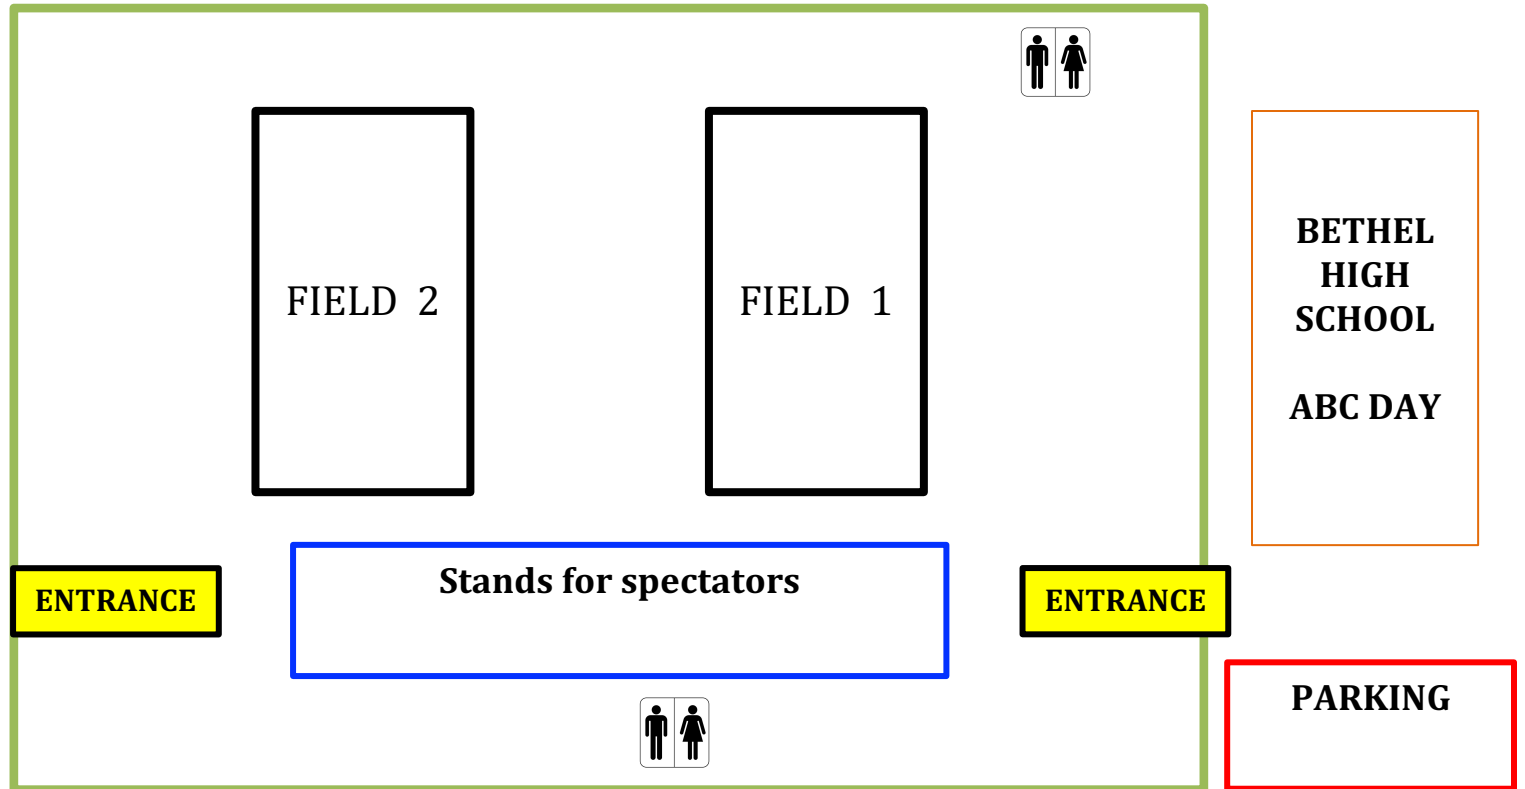 FIELD 2
FIELD 1
BETHEL
HIGH
SCHOOL
ABC DAY
Stands for spectators
ENTRANCE
ENTRANCE
PARKING